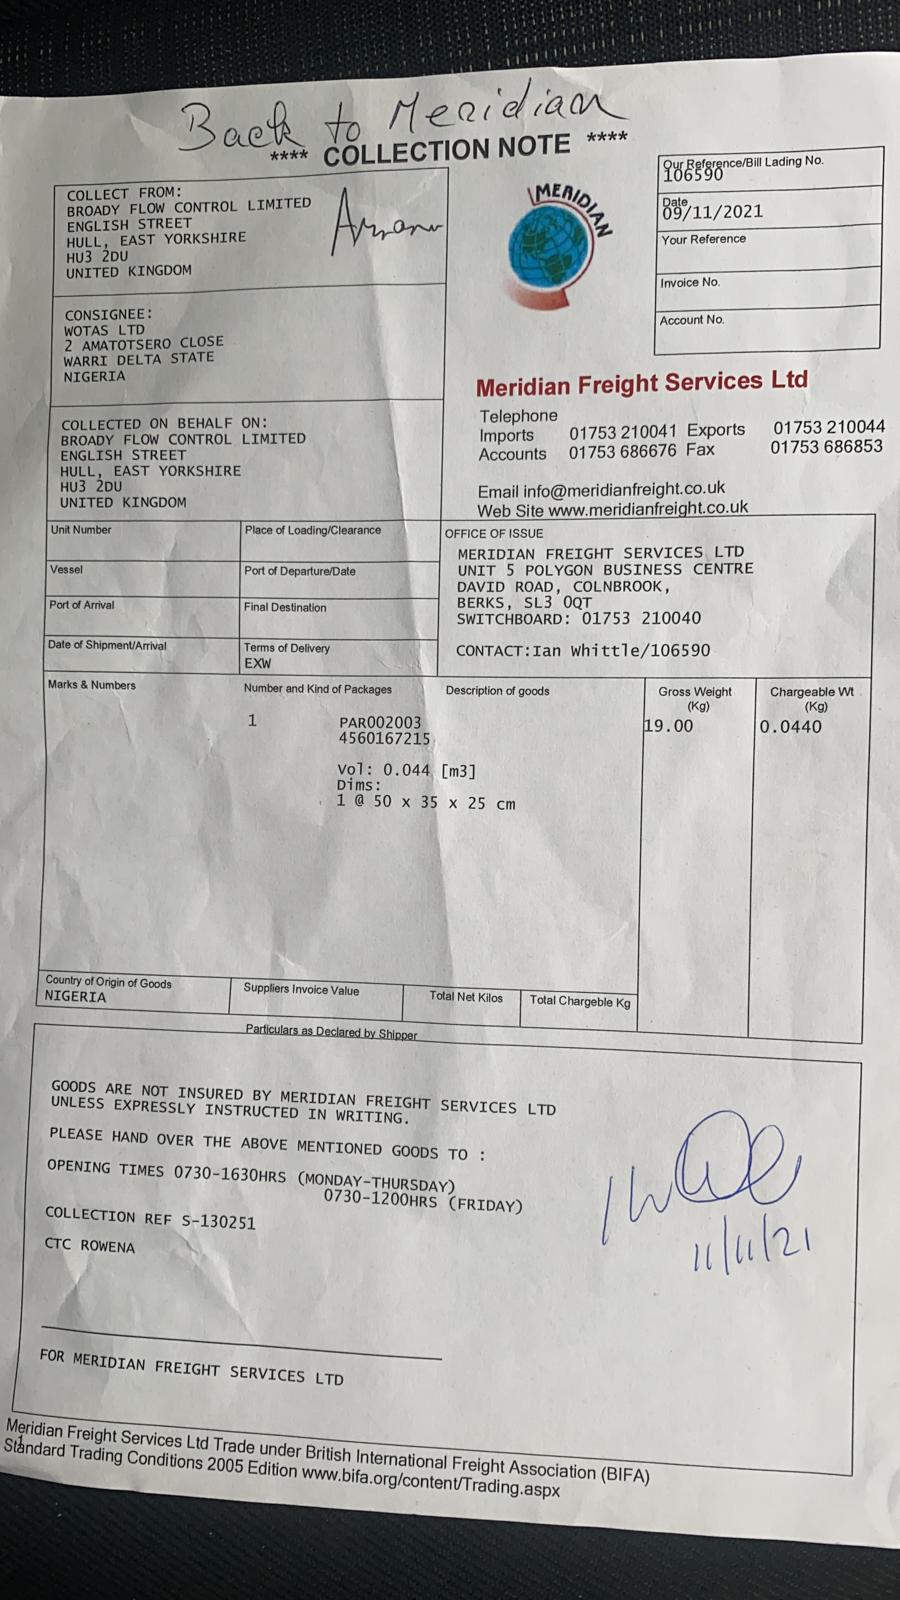 Back to Meridian
**** COLLECTION NOTE ****
COLLECT FROM:
BROADY FLOW CONTROL LIMITED
ENGLISH STREET
HULL, EAST YORKSHIRE
HU3 2DU
UNITED KINGDOM
MERIDIAN
Our Reference/Bill Lading No.
106590
Date
09/11/2021
Your Reference
Invoice No.
Account No.
CONSIGNEE:
WOTAS LTD
2 AMATOTSERO CLOSE
WARRI DELTA STATE
NIGERIA
Meridian Freight Services Ltd
Telephone
Imports 01753 210041 Exports 01753 210044
Accounts 01753 686676 Fax 01753 686853
Email info@meridianfreight.co.uk
Web Site www.meridianfreight.co.uk
COLLECTED ON BEHALF ON:
BROADY FLOW CONTROL LIMITED
ENGLISH STREET
HULL, EAST YORKSHIRE
HU3 2DU
UNITED KINGDOM
Unit Number Place of Loading/Clearance
Vessel Port of Departure/Date
Port of Arrival Final Destination
Date of Shipment/Arrival Terms of Delivery
EXW
OFFICE OF ISSUE
MERIDIAN FREIGHT SERVICES LTD
UNIT 5 POLYGON BUSINESS CENTRE
DAVID ROAD, COLNBROOK,
BERKS, SL3 0QT
SWITCHBOARD: 01753 210040
CONTACT:Ian Whittle/106590
Marks & Numbers Number and Kind of Packages Description of goods Gross Weight (Kg) Chargeable Wt (Kg)
1 PAR002003 19.00 0.0440
4560167215
Vol: 0.044 [m3]
Dims:
1 @ 50 x 35 x 25 cm
Country of Origin of Goods Suppliers Invoice Value Total Net Kilos Total Chargeble Kg
NIGERIA
Particulars as Declared by Shipper
GOODS ARE NOT INSURED BY MERIDIAN FREIGHT SERVICES LTD
UNLESS EXPRESSLY INSTRUCTED IN WRITING.
PLEASE HAND OVER THE ABOVE MENTIONED GOODS TO :
OPENING TIMES 0730-1630HRS (MONDAY-THURSDAY)
0730-1200HRS (FRIDAY)
COLLECTION REF S-130251
CTC ROWENA
11/11/21
FOR MERIDIAN FREIGHT SERVICES LTD
Meridian Freight Services Ltd Trade under British International Freight Association (BIFA)
Standard Trading Conditions 2005 Edition www.bifa.org/content/Trading.aspx
1